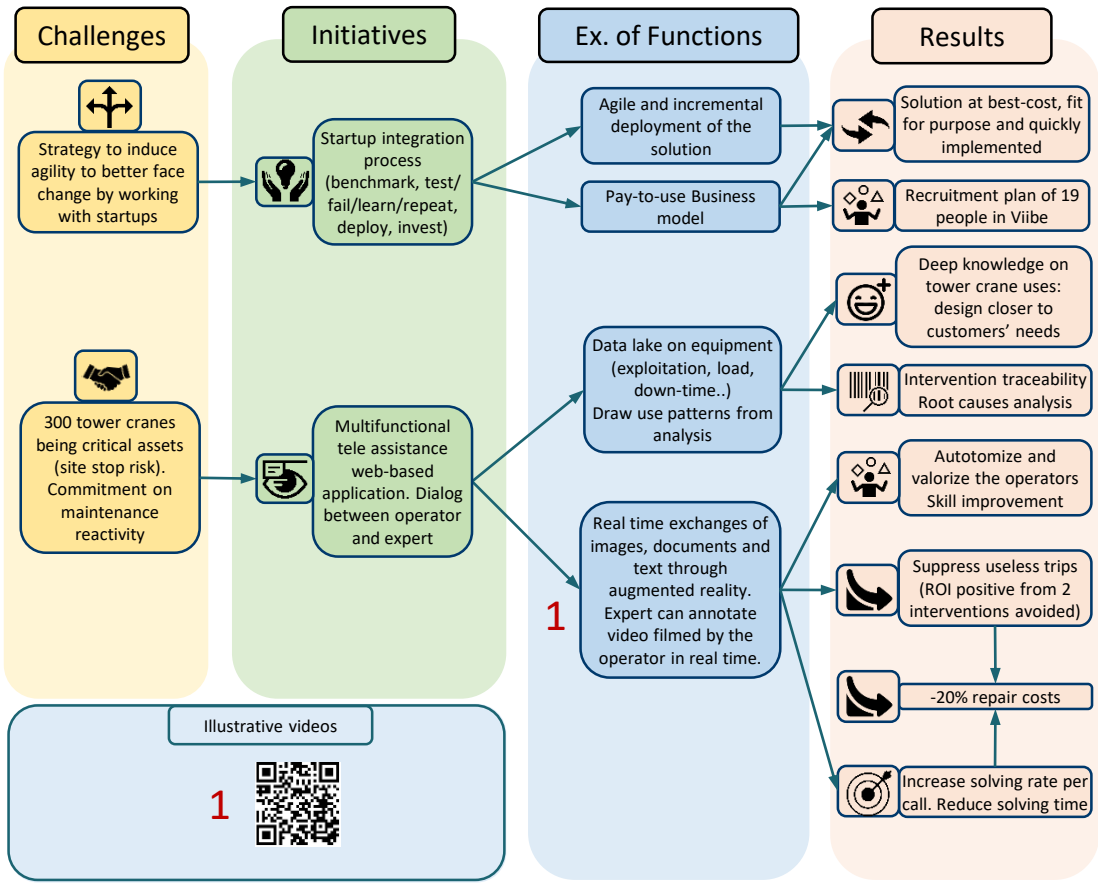 Challenges
Strategy to induce
agility to better face
change by working
with startups
300 tower cranes
being critical assets
(site stop risk).
Commitment on
maintenance
reactivity
Initiatives
Startup integration
process
(benchmark, test/
fail/learn/repeat,
deploy, invest)
Multifunctional
tele assistance
web-based
application. Dialog
between operator
and expert
Ex. of Functions
Agile and incremental
deployment of the
solution
Pay-to-use Business
model
Data lake on equipment
(exploitation, load,
down-time..)
Draw use patterns from
analysis
1
Real time exchanges of
images, documents and
text through
augmented reality.
Expert can annotate
video filmed by the
operator in real time.
Results
Solution at best-cost, fit
for purpose and quickly
implemented
Recruitment plan of 19
people in Viibe
Deep knowledge on
tower crane uses:
design closer to
customers’ needs
Intervention traceability
Root causes analysis
Autotomize and
valorize the operators
Skill improvement
Suppress useless trips
(ROI positive from 2
interventions avoided)
-20% repair costs
Increase solving rate per
call. Reduce solving time
Illustrative videos
1